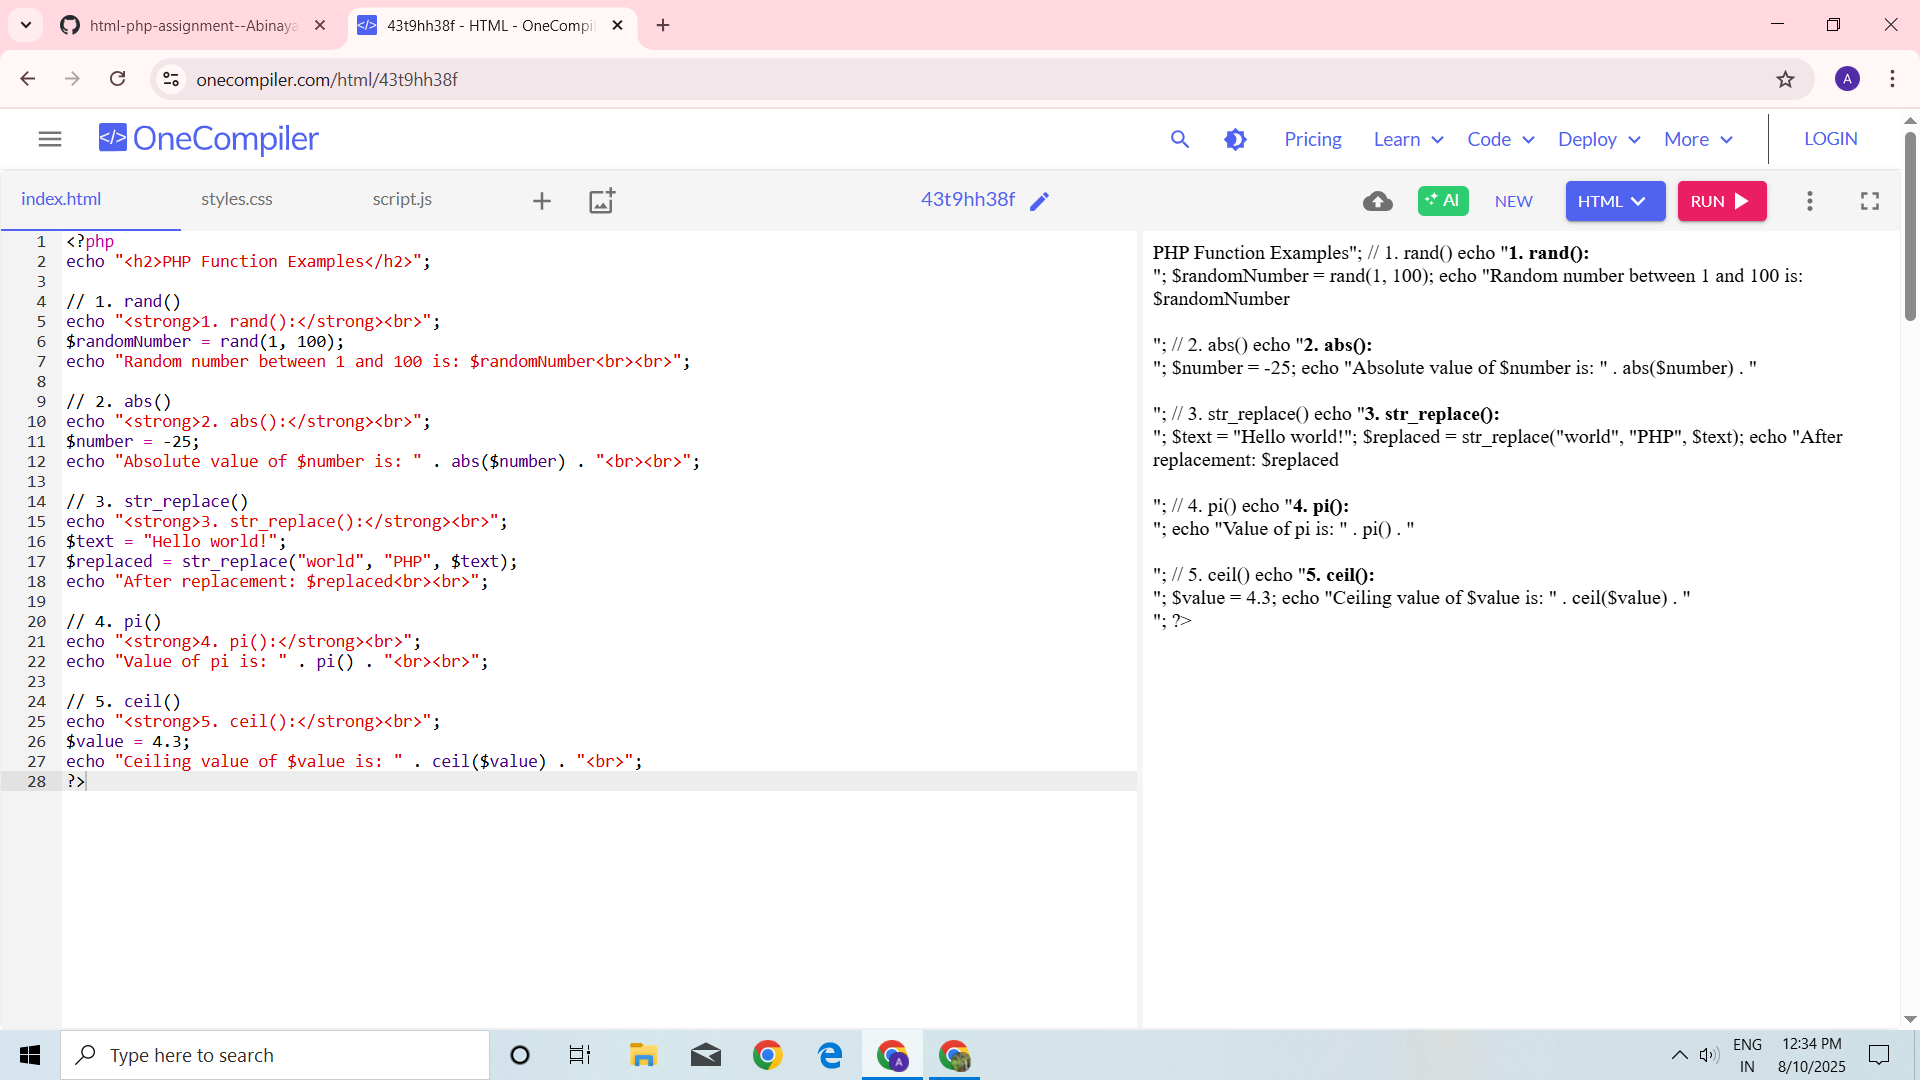 html-php-assignment--Abinaya
43t9hh38f - HTML - OneCompil
onecompiler.com/html/43t9hh38f
A
</> OneCompiler
Pricing
Learn
Code
Deploy
More
LOGIN
index.html
styles.css
script.js
43t9hh38f
AI
NEW
HTML
RUN
1 <?php
2 echo "<h2>PHP Function Examples</h2>";
3
4 // 1. rand()
5 echo "<strong>1. rand():</strong><br>";
6 $randomNumber = rand(1, 100);
7 echo "Random number between 1 and 100 is: $randomNumber<br><br>";
8
9 // 2. abs()
10 echo "<strong>2. abs():</strong><br>";
11 $number = -25;
12 echo "Absolute value of $number is: " . abs($number) . "<br><br>";
13
14 // 3. str_replace()
15 echo "<strong>3. str_replace():</strong><br>";
16 $text = "Hello world!";
17 $replaced = str_replace("world", "PHP", $text);
18 echo "After replacement: $replaced<br><br>";
19
20 // 4. pi()
21 echo "<strong>4. pi():</strong><br>";
22 echo "Value of pi is: " . pi() . "<br><br>";
23
24 // 5. ceil()
25 echo "<strong>5. ceil():</strong><br>";
26 $value = 4.3;
27 echo "Ceiling value of $value is: " . ceil($value) . "<br>";
28 ?>
PHP Function Examples"; // 1. rand() echo "1. rand():
"; $randomNumber = rand(1, 100); echo "Random number between 1 and 100 is:
$randomNumber
"; // 2. abs() echo "2. abs():
"; $number = -25; echo "Absolute value of $number is: " . abs($number) . "
"; // 3. str_replace() echo "3. str_replace():
"; $text = "Hello world!"; $replaced = str_replace("world", "PHP", $text); echo "After
replacement: $replaced
"; // 4. pi() echo "4. pi():
"; echo "Value of pi is: " . pi() . "
"; // 5. ceil() echo "5. ceil():
"; $value = 4.3; echo "Ceiling value of $value is: " . ceil($value) . "
"; ?>
Type here to search
A
ENG
IN
12:34 PM
8/10/2025